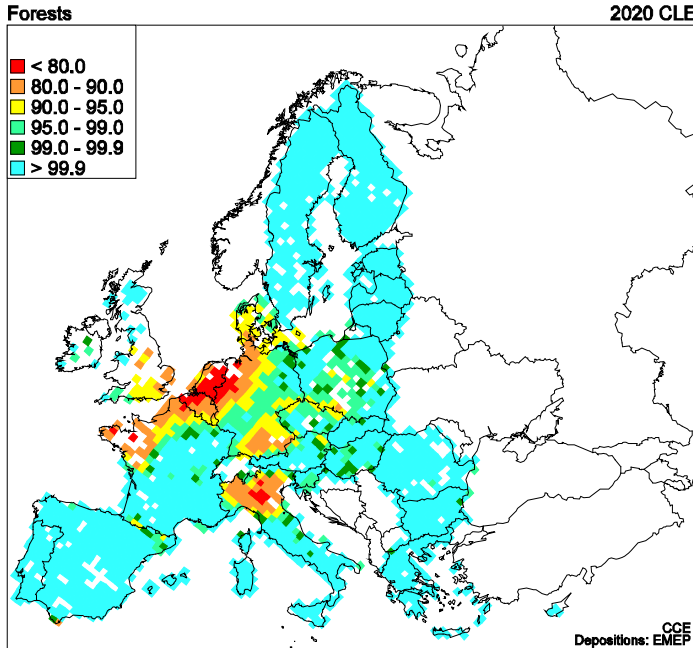 Forests
2020 CLE
< 80.0
80.0 - 90.0
90.0 - 95.0
95.0 - 99.0
99.0 - 99.9
> 99.9
CCE
Depositions: EMEP